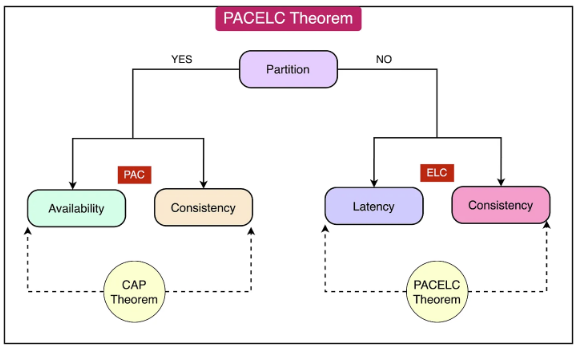 PACELC Theorem
YES
Partition
NO
PAC
ELC
Availability
Consistency
Latency
Consistency
CAP
Theorem
PACELC
Theorem